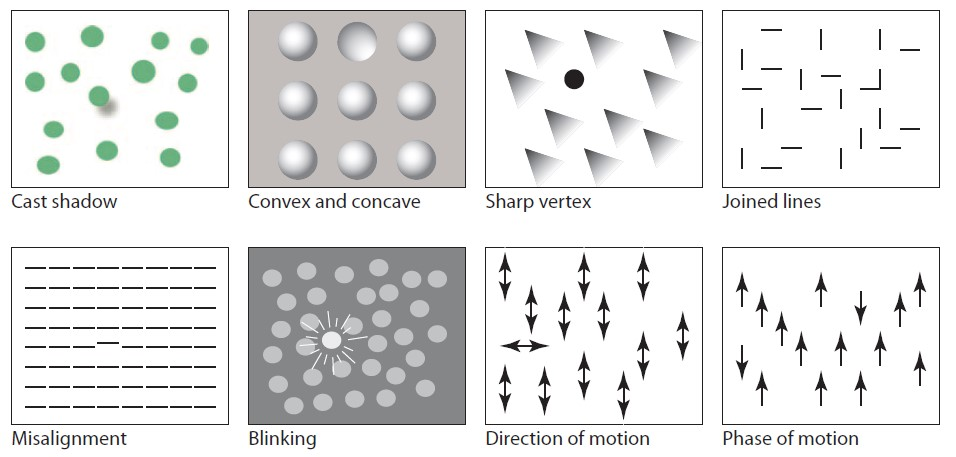 Cast shadow
Convex and concave
Sharp vertex
Joined lines
Misalignment
Blinking
Direction of motion
Phase of motion